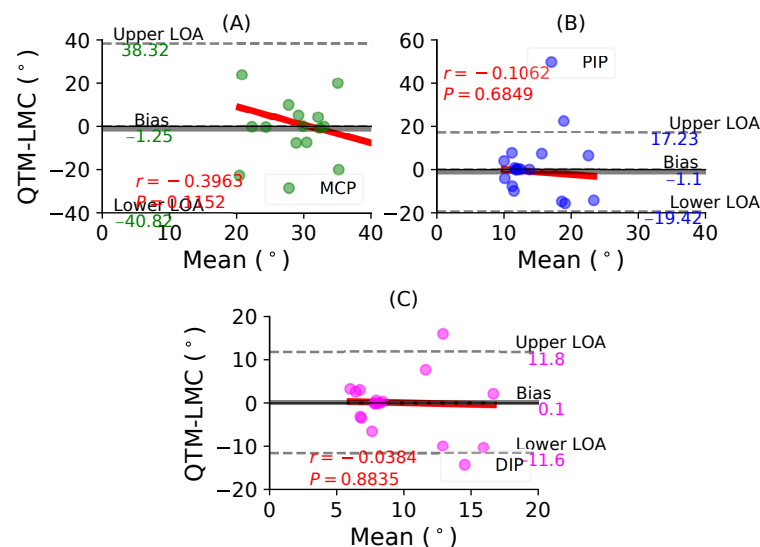 (A)
QTM-LMC (°)
40
20
0
−20
−40
Upper LOA
38.32
Bias
−1.25
r = −0.3963
P = 0.1152
Lower LOA
−40.82
MCP
0
10
20
30
40
Mean (°)
(B)
60
40
20
0
−20
PIP
r = −0.1062
P = 0.6849
Upper LOA
17.23
Bias
−1.1
Lower LOA
−19.42
0
10
20
30
40
Mean (°)
(C)
QTM-LMC (°)
20
10
0
−10
−20
Upper LOA
11.8
Bias
0.1
Lower LOA
−11.6
r = −0.0384
P = 0.8835
DIP
0
5
10
15
20
Mean (°)